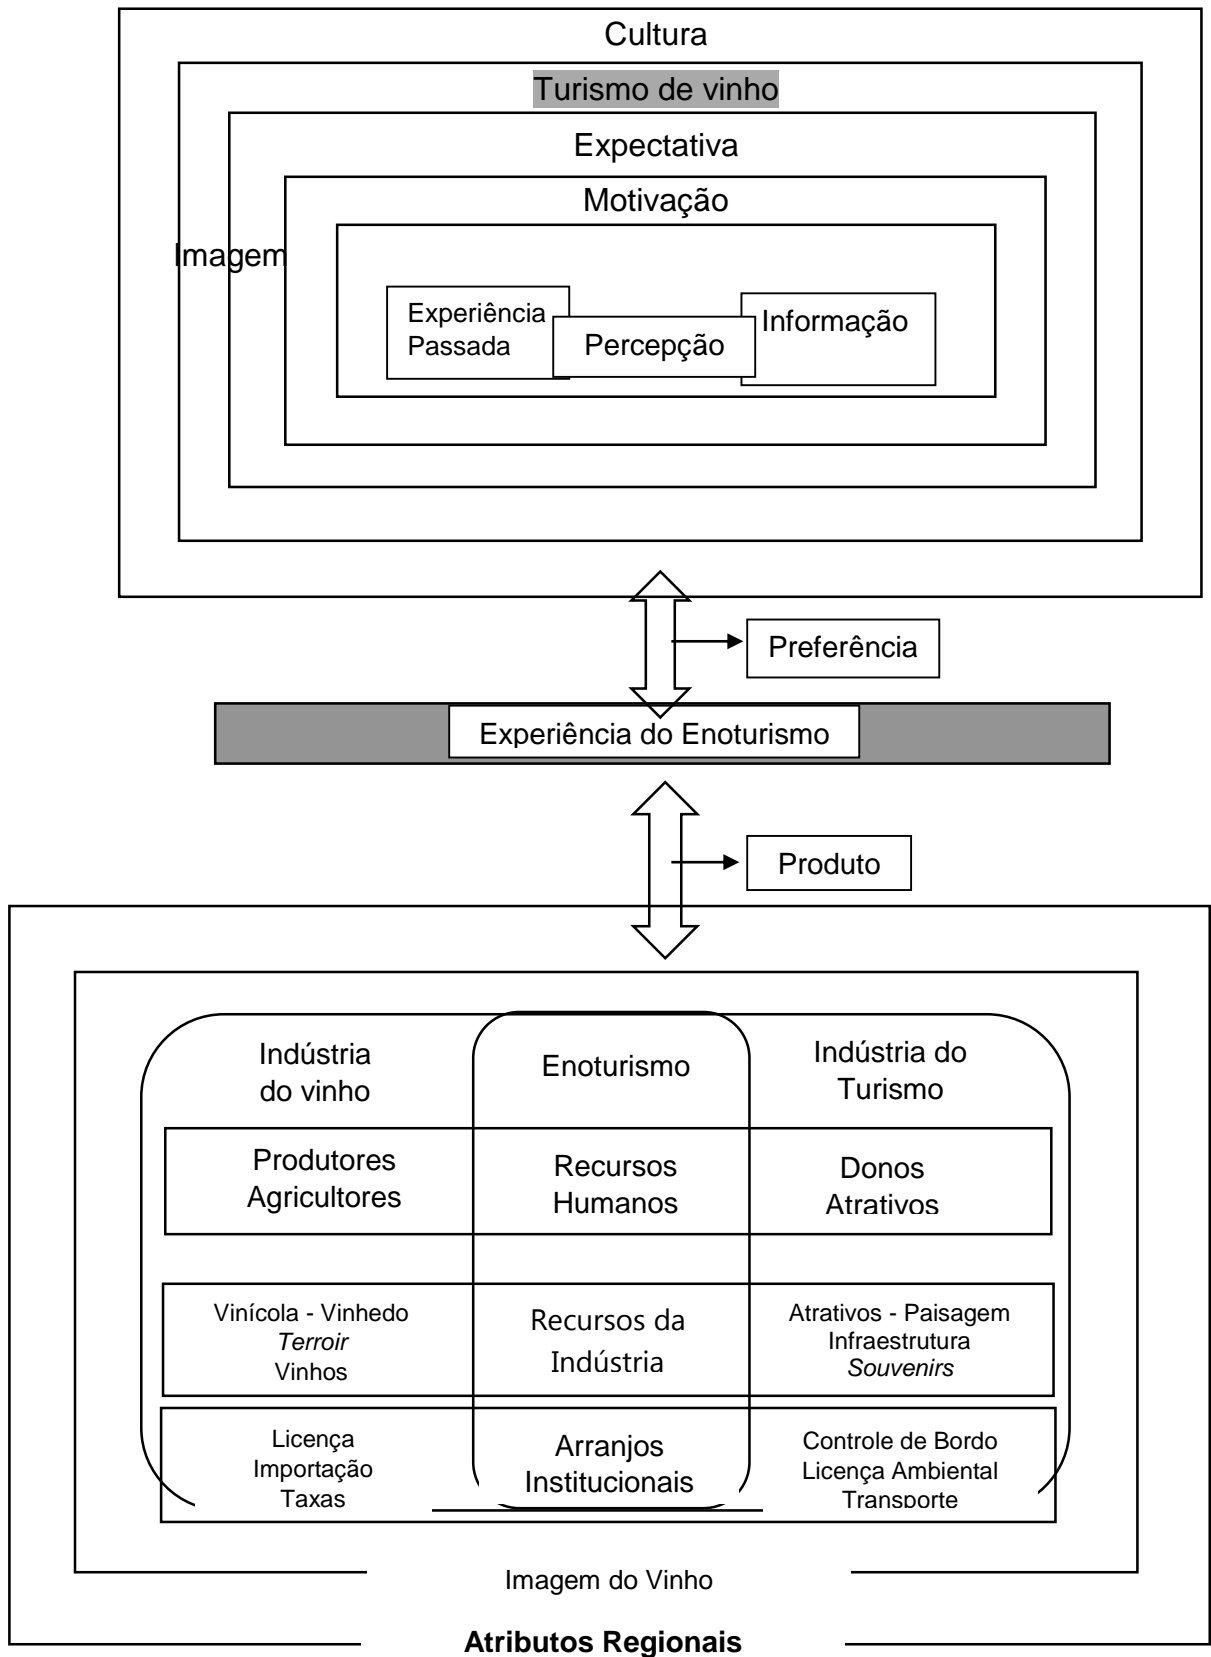 Cultura
Turismo de vinho
Expectativa
Motivação
Imagem
Experiência
Passada
Percepção
Informação
Preferência
Experiência do Enoturismo
Produto
Indústria
do vinho
Enoturismo
Indústria do
Turismo
Produtores
Agricultores
Recursos
Humanos
Donos
Atrativos
Vinícola - Vinhedo
Terroir
Vinhos
Recursos da
Indústria
Atrativos - Paisagem
Infraestrutura
Souvenirs
Licença
Importação
Taxas
Arranjos
Institucionais
Controle de Bordo
Licença Ambiental
Transporte
Imagem do Vinho
Atributos Regionais